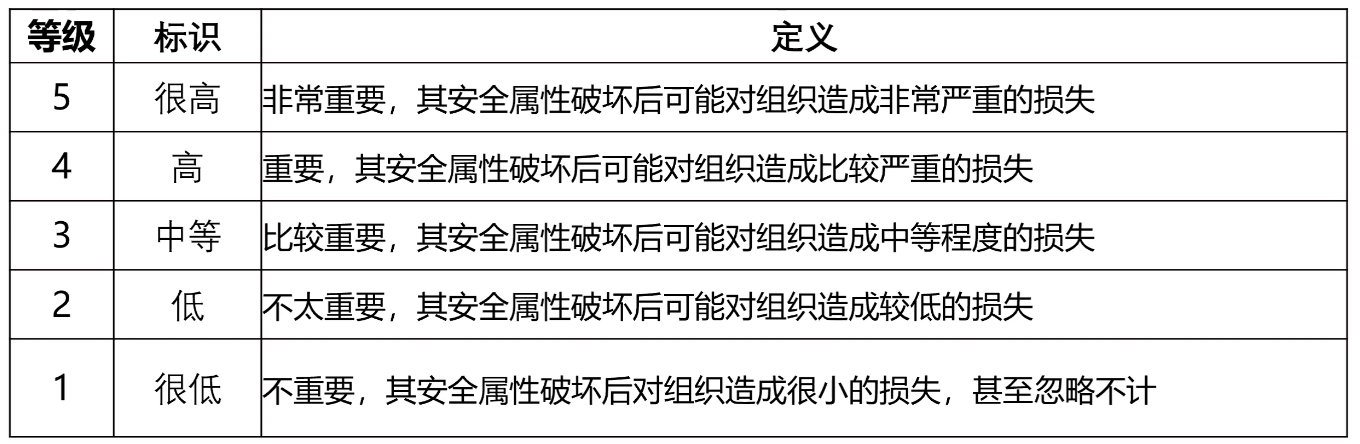 等级 标识 定义
5 很高 非常重要，其安全属性破坏后可能对组织造成非常严重的损失
4 高 重要，其安全属性破坏后可能对组织造成比较严重的损失
3 中等 比较重要，其安全属性破坏后可能对组织造成中等程度的损失
2 低 不太重要，其安全属性破坏后可能对组织造成较低的损失
1 很低 不重要，其安全属性破坏后对组织造成很小的损失，甚至忽略不计